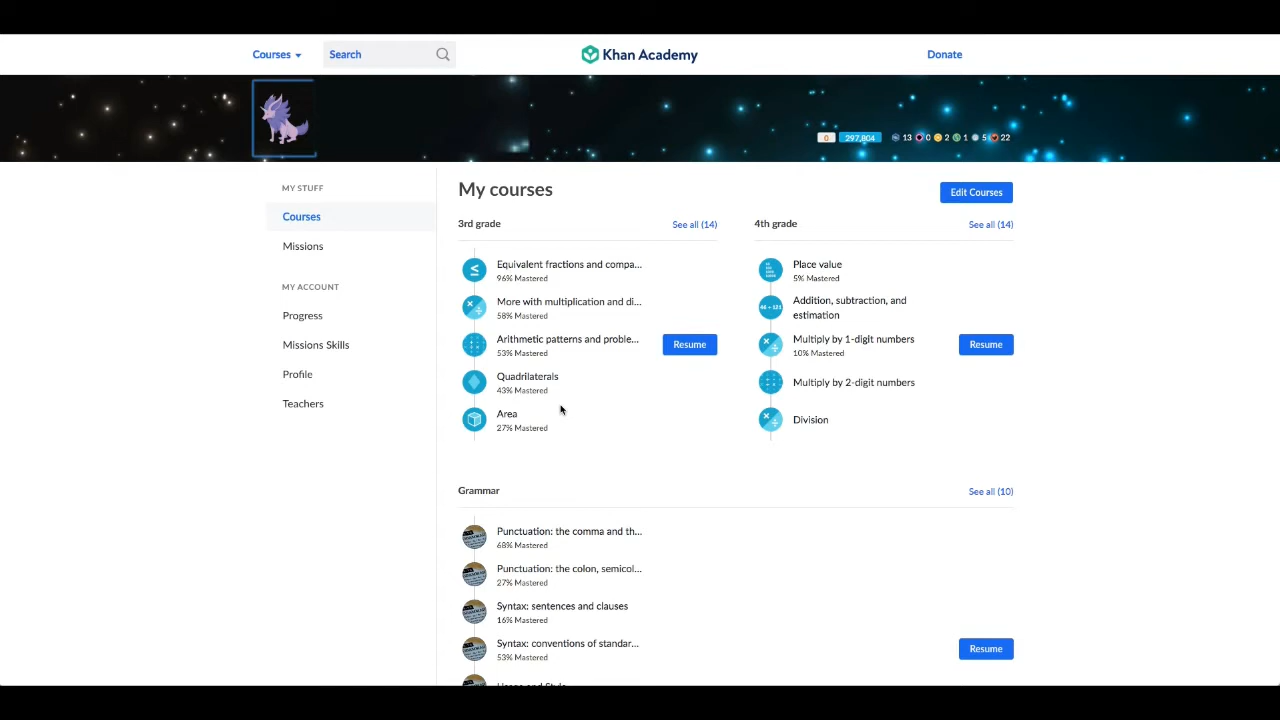 Courses
Search
Khan Academy
Donate
0
297,804
13 0 2 1 5 22
MY STUFF
Courses
Missions
MY ACCOUNT
Progress
Missions Skills
Profile
Teachers
My courses
Edit Courses
3rd grade
See all (14)
Equivalent fractions and compa...
96% Mastered
More with multiplication and di...
58% Mastered
Arithmetic patterns and proble...
53% Mastered
Resume
Quadrilaterals
43% Mastered
Area
27% Mastered
4th grade
See all (14)
Place value
5% Mastered
Addition, subtraction, and
estimation
Multiply by 1-digit numbers
10% Mastered
Resume
Multiply by 2-digit numbers
Division
Grammar
See all (10)
Punctuation: the comma and th...
68% Mastered
Punctuation: the colon, semicol...
27% Mastered
Syntax: sentences and clauses
16% Mastered
Syntax: conventions of standar...
53% Mastered
Resume